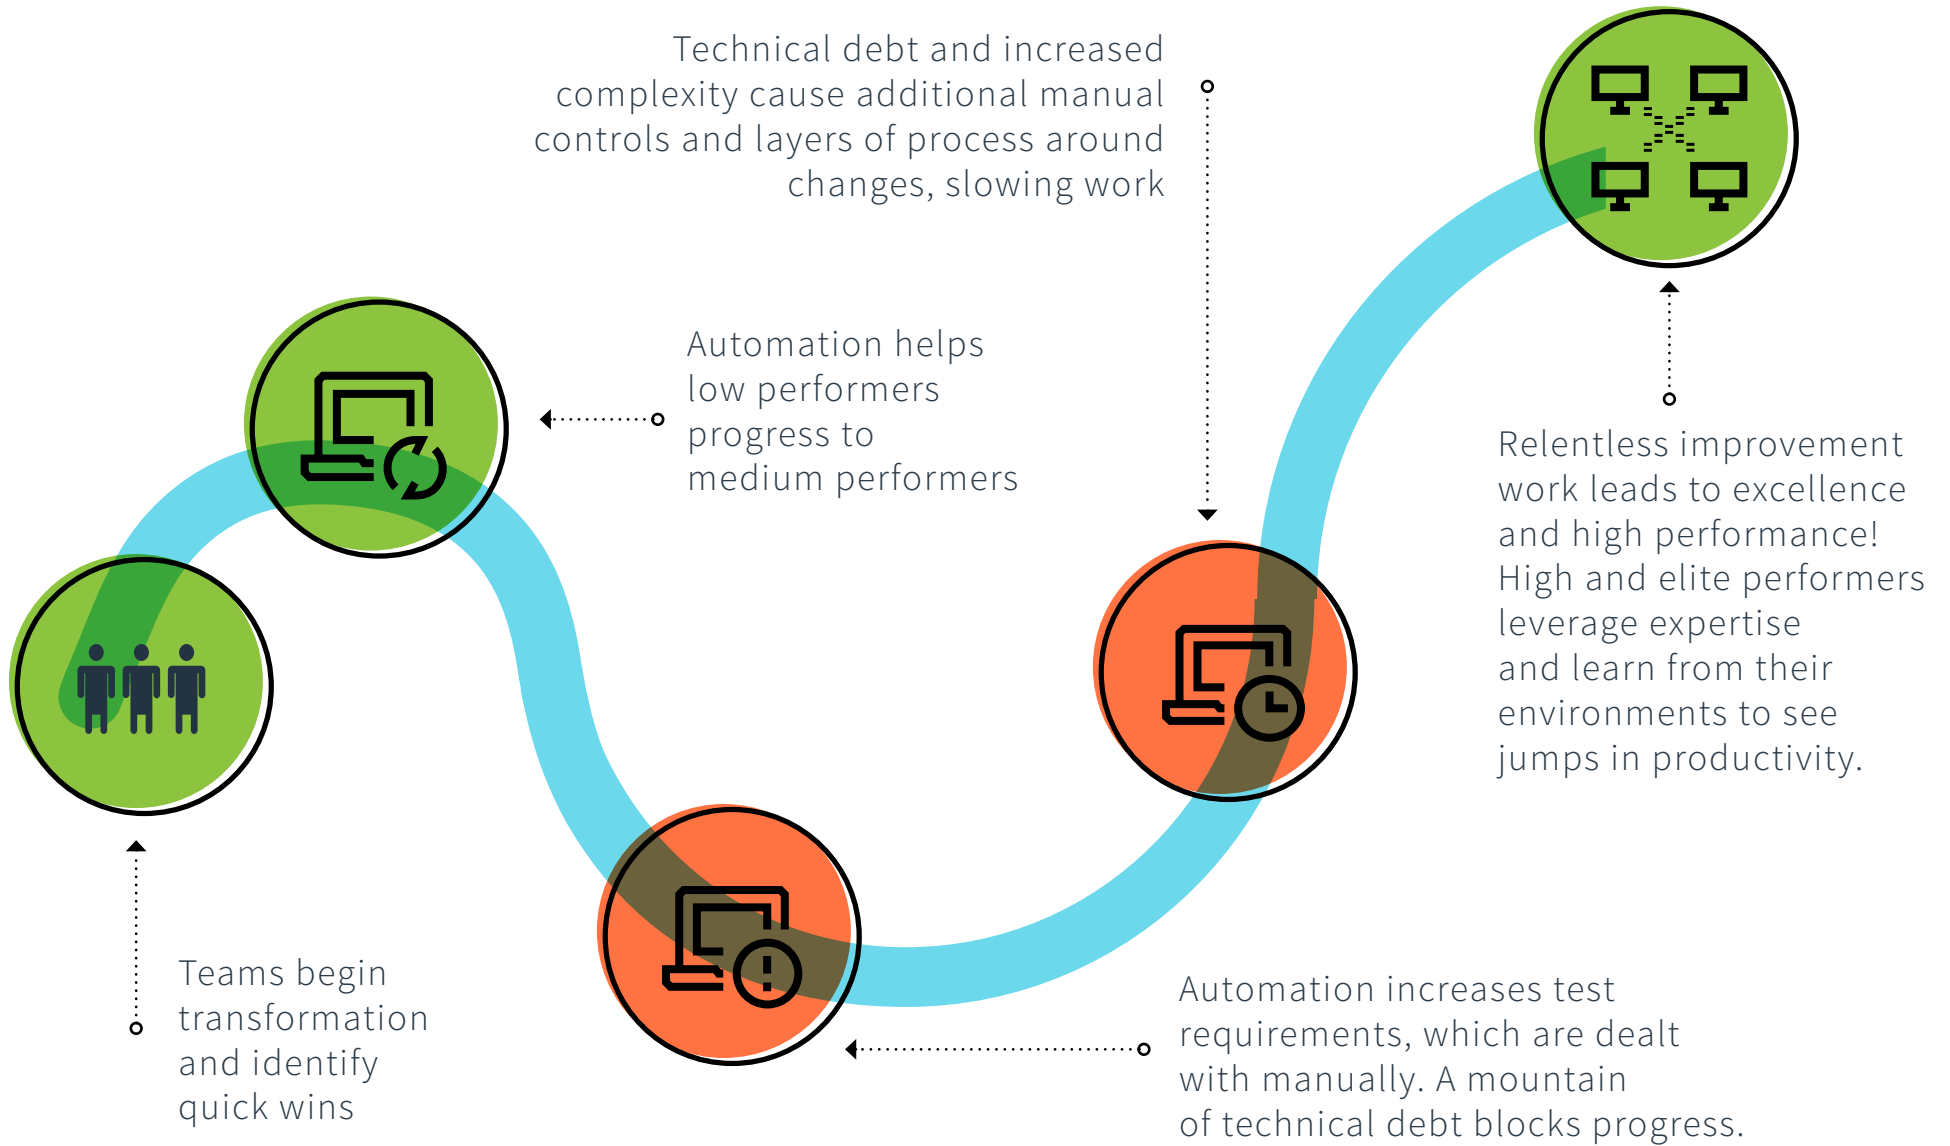 Teams begin
transformation
and identify
quick wins
Automation helps
low performers
progress to
medium performers
Automation increases test
requirements, which are dealt
with manually. A mountain
of technical debt blocks progress.
Technical debt and increased
complexity cause additional manual
controls and layers of process around
changes, slowing work
Relentless improvement
work leads to excellence
and high performance!
High and elite performers
leverage expertise
and learn from their
environments to see
jumps in productivity.